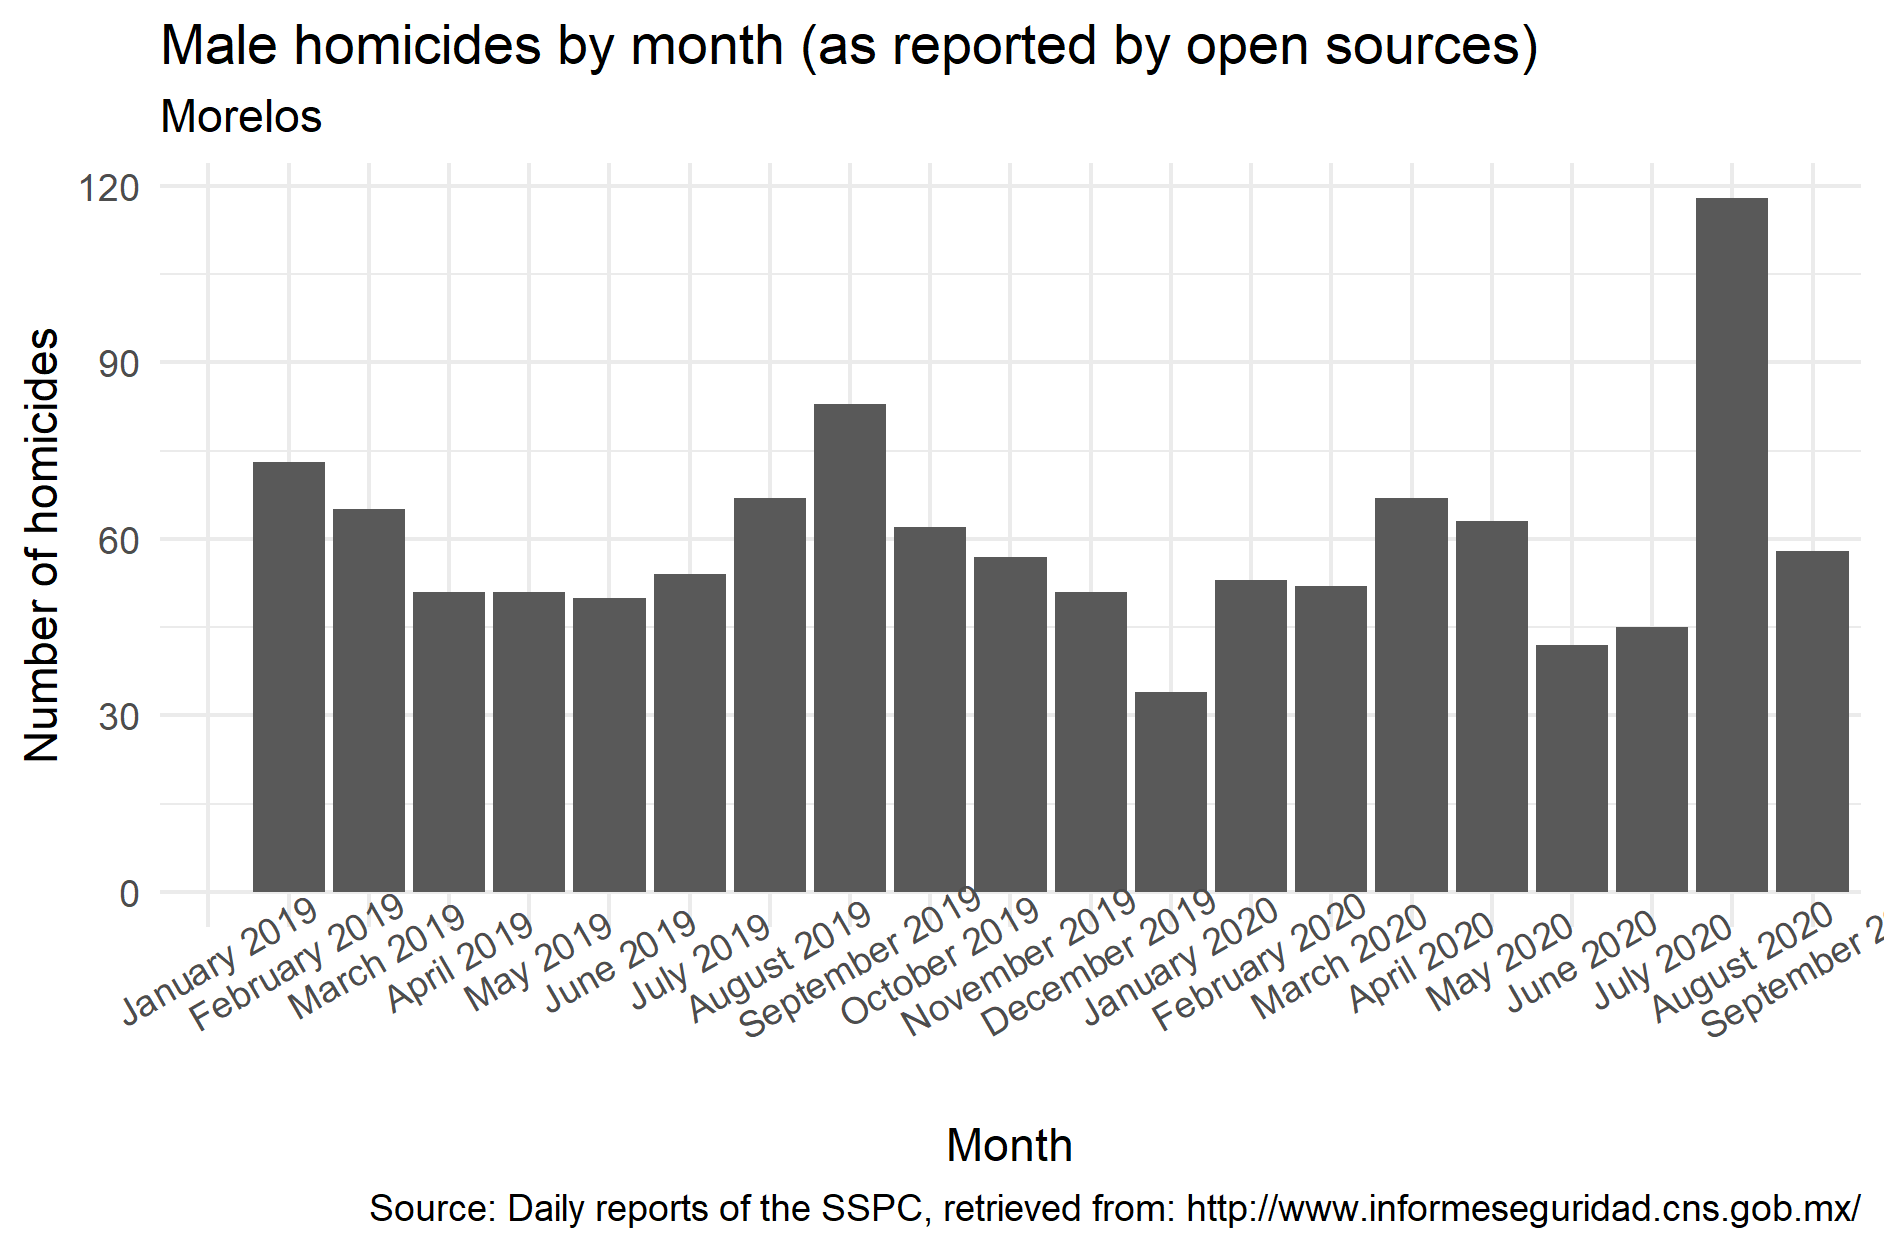 Male homicides by month (as reported by open sources)
Morelos
120
90
60
30
0
Number of homicides
January 2019
February 2019
March 2019
April 2019
May 2019
June 2019
July 2019
August 2019
September 2019
October 2019
November 2019
December 2019
January 2020
February 2020
March 2020
April 2020
May 2020
June 2020
July 2020
August 2020
September 2
Month
Source: Daily reports of the SSPC, retrieved from: http://www.informeseguridad.cns.gob.mx/